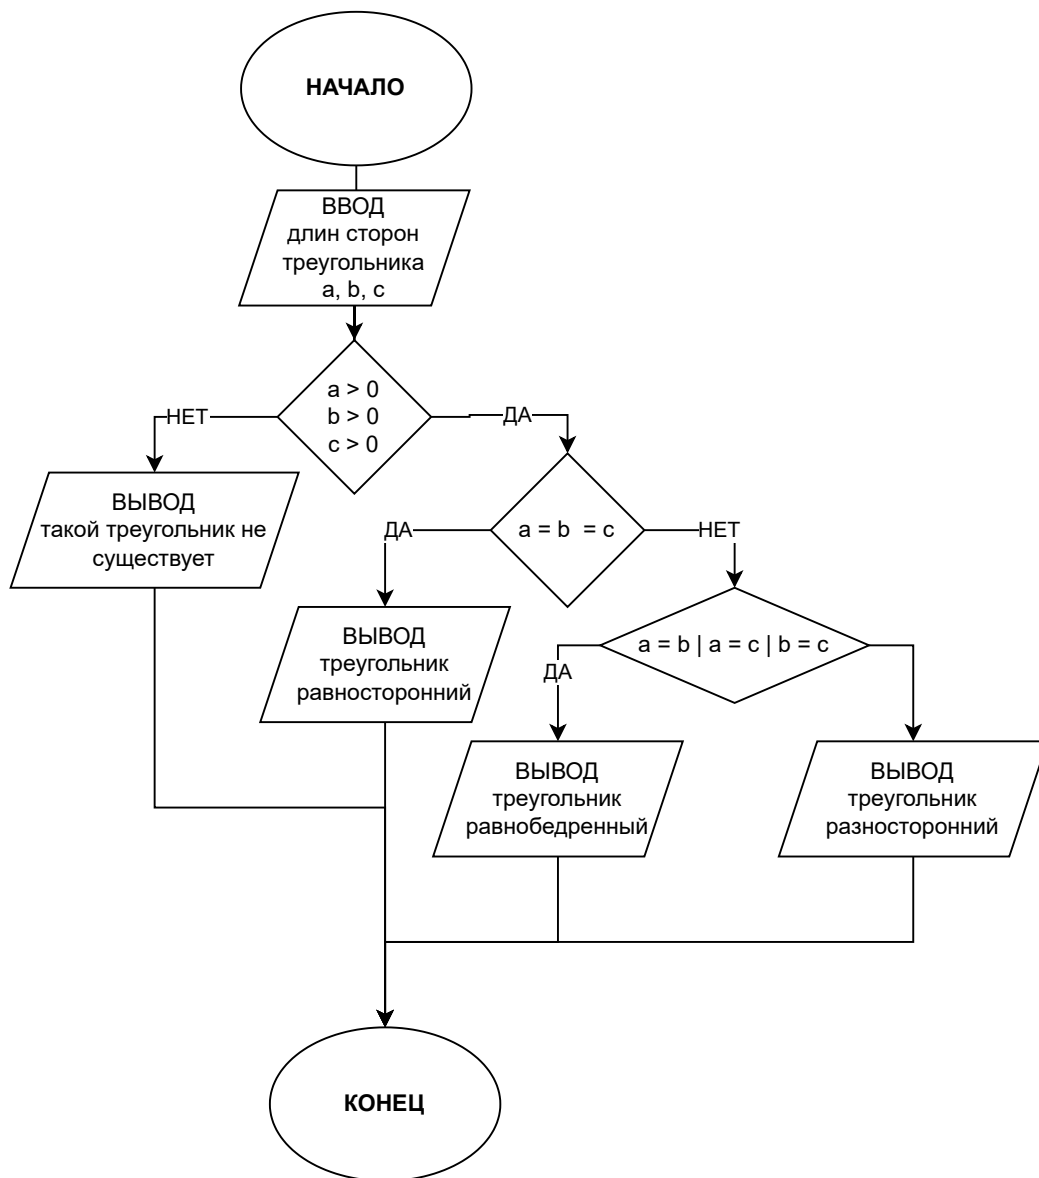 НАЧАЛО
ВВОД
длин сторон
треугольника
a, b, c
a > 0
b > 0
c > 0
НЕТ
ДА
ВЫВОД
такой треугольник не
существует
a = b = c
ДА
НЕТ
ВЫВОД
треугольник
равносторонний
a = b | a = c | b = c
ДА
ВЫВОД
треугольник
равнобедренный
ВЫВОД
треугольник
разносторонний
КОНЕЦ